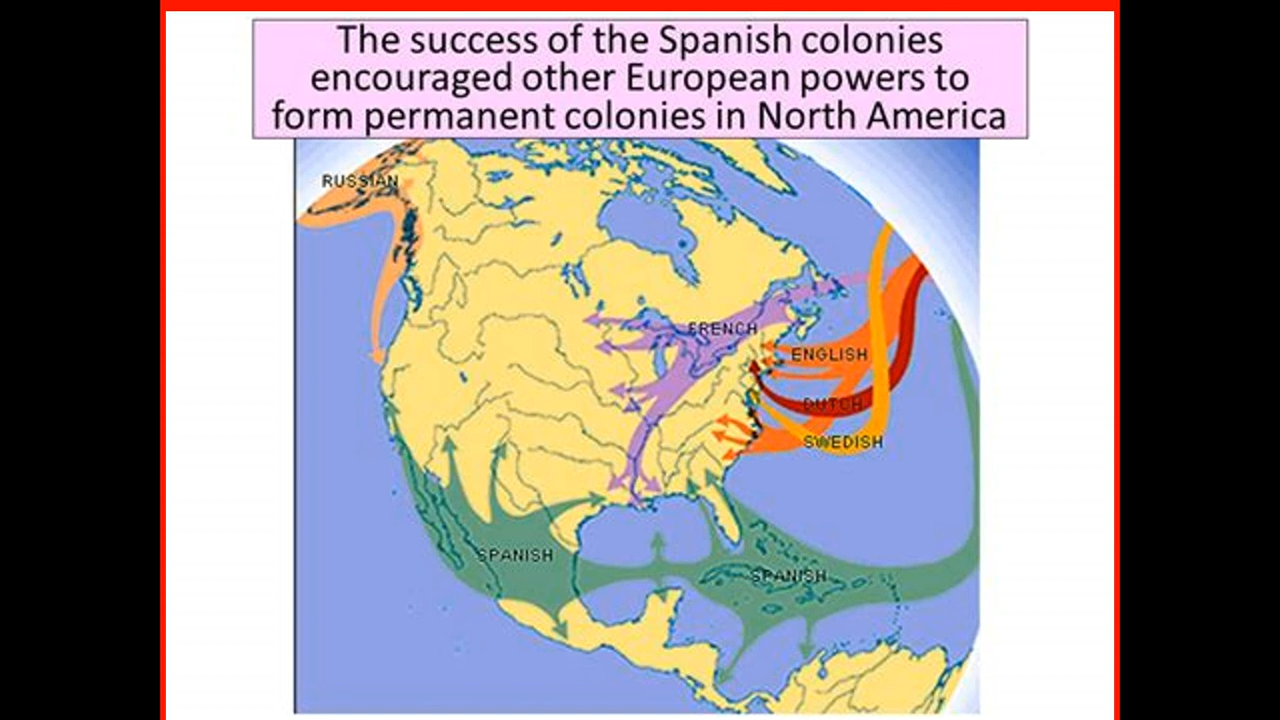 The success of the Spanish colonies
encouraged other European powers to
form permanent colonies in North America
RUSSIAN
FRENCH
ENGLISH
DUTCH
SWEDISH
SPANISH
SPANISH